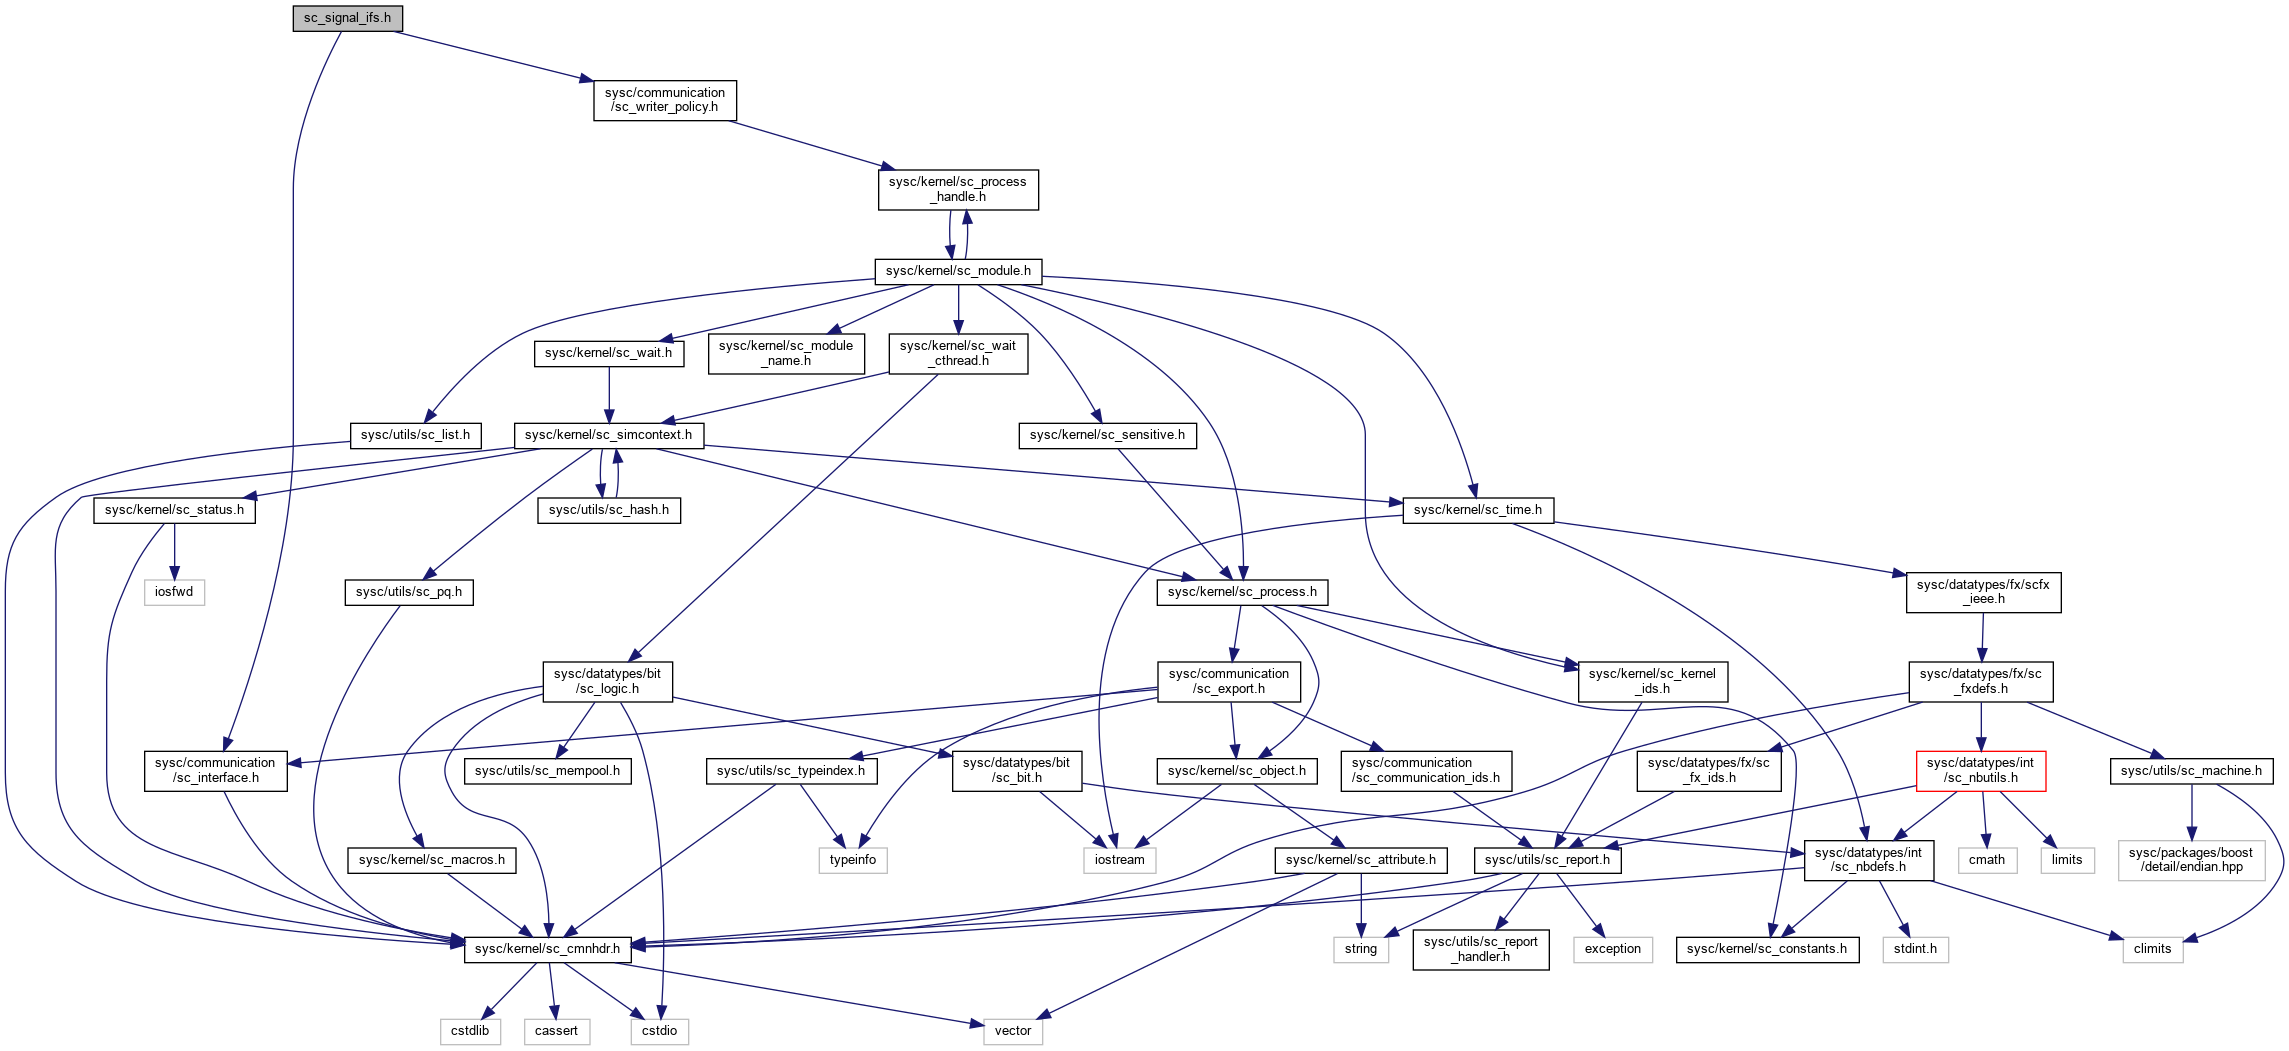 sc_signal_ifs.h
sysc/communication
/sc_writer_policy.h
sysc/kernel/sc_process
_handle.h
sysc/kernel/sc_module.h
sysc/kernel/sc_wait.h
sysc/kernel/sc_module
_name.h
sysc/kernel/sc_wait
_cthread.h
sysc/utils/sc_list.h
sysc/kernel/sc_simcontext.h
sysc/kernel/sc_sensitive.h
sysc/kernel/sc_status.h
sysc/utils/sc_hash.h
sysc/kernel/sc_time.h
iosfwd
sysc/utils/sc_pq.h
sysc/kernel/sc_process.h
sysc/datatypes/fx/scfx
_ieee.h
sysc/datatypes/bit
/sc_logic.h
sysc/communication
/sc_export.h
sysc/kernel/sc_kernel
_ids.h
sysc/datatypes/fx/sc
_fxdefs.h
sysc/communication
/sc_interface.h
sysc/utils/sc_mempool.h
sysc/utils/sc_typeindex.h
sysc/datatypes/bit
/sc_bit.h
sysc/kernel/sc_object.h
sysc/communication
/sc_communication_ids.h
sysc/datatypes/fx/sc
_fx_ids.h
sysc/datatypes/int
/sc_nbutils.h
sysc/utils/sc_machine.h
sysc/kernel/sc_macros.h
typeinfo
iostream
sysc/kernel/sc_attribute.h
sysc/utils/sc_report.h
sysc/datatypes/int
/sc_nbdefs.h
cmath
limits
sysc/packages/boost
/detail/endian.hpp
sysc/kernel/sc_cmnhdr.h
string
sysc/utils/sc_report
_handler.h
exception
sysc/kernel/sc_constants.h
stdint.h
climits
cstdlib
cassert
cstdio
vector